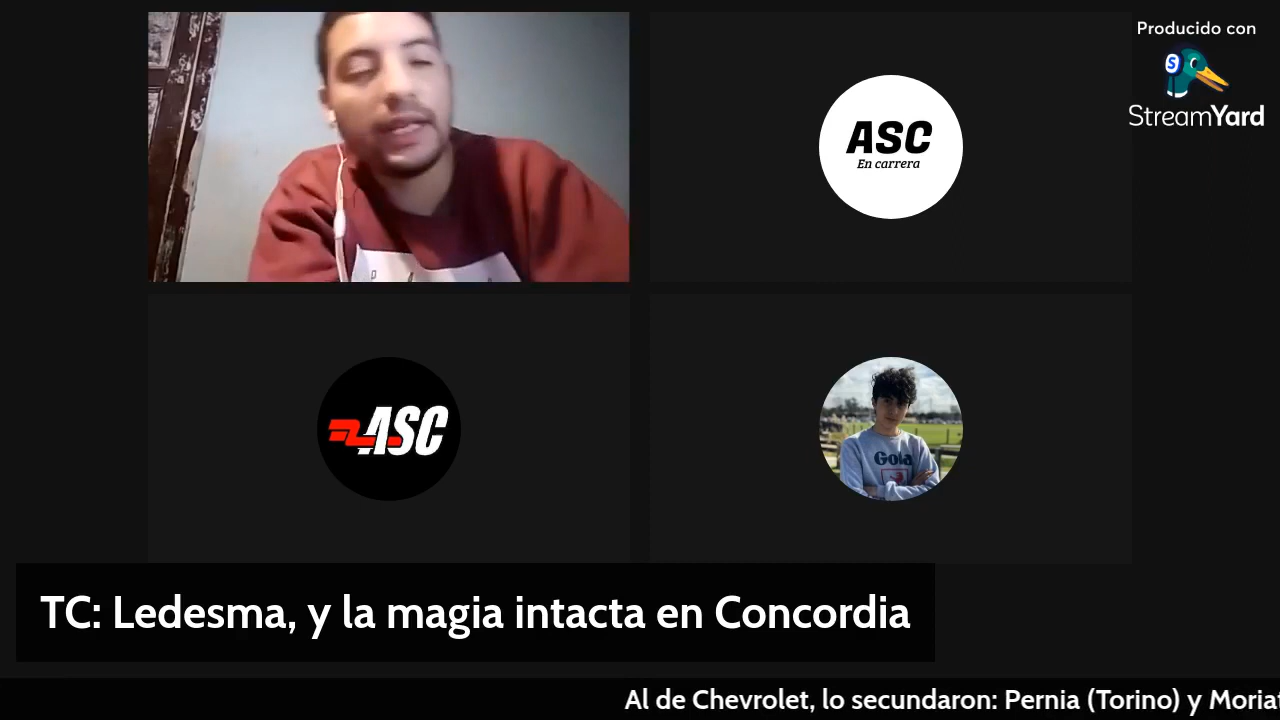 Producido con
StreamYard
ASC
En carrera
ASC
Gola
TC: Ledesma, y la magia intacta en Concordia
Al de Chevrolet, lo secundaron: Pernia (Torino) y Moria